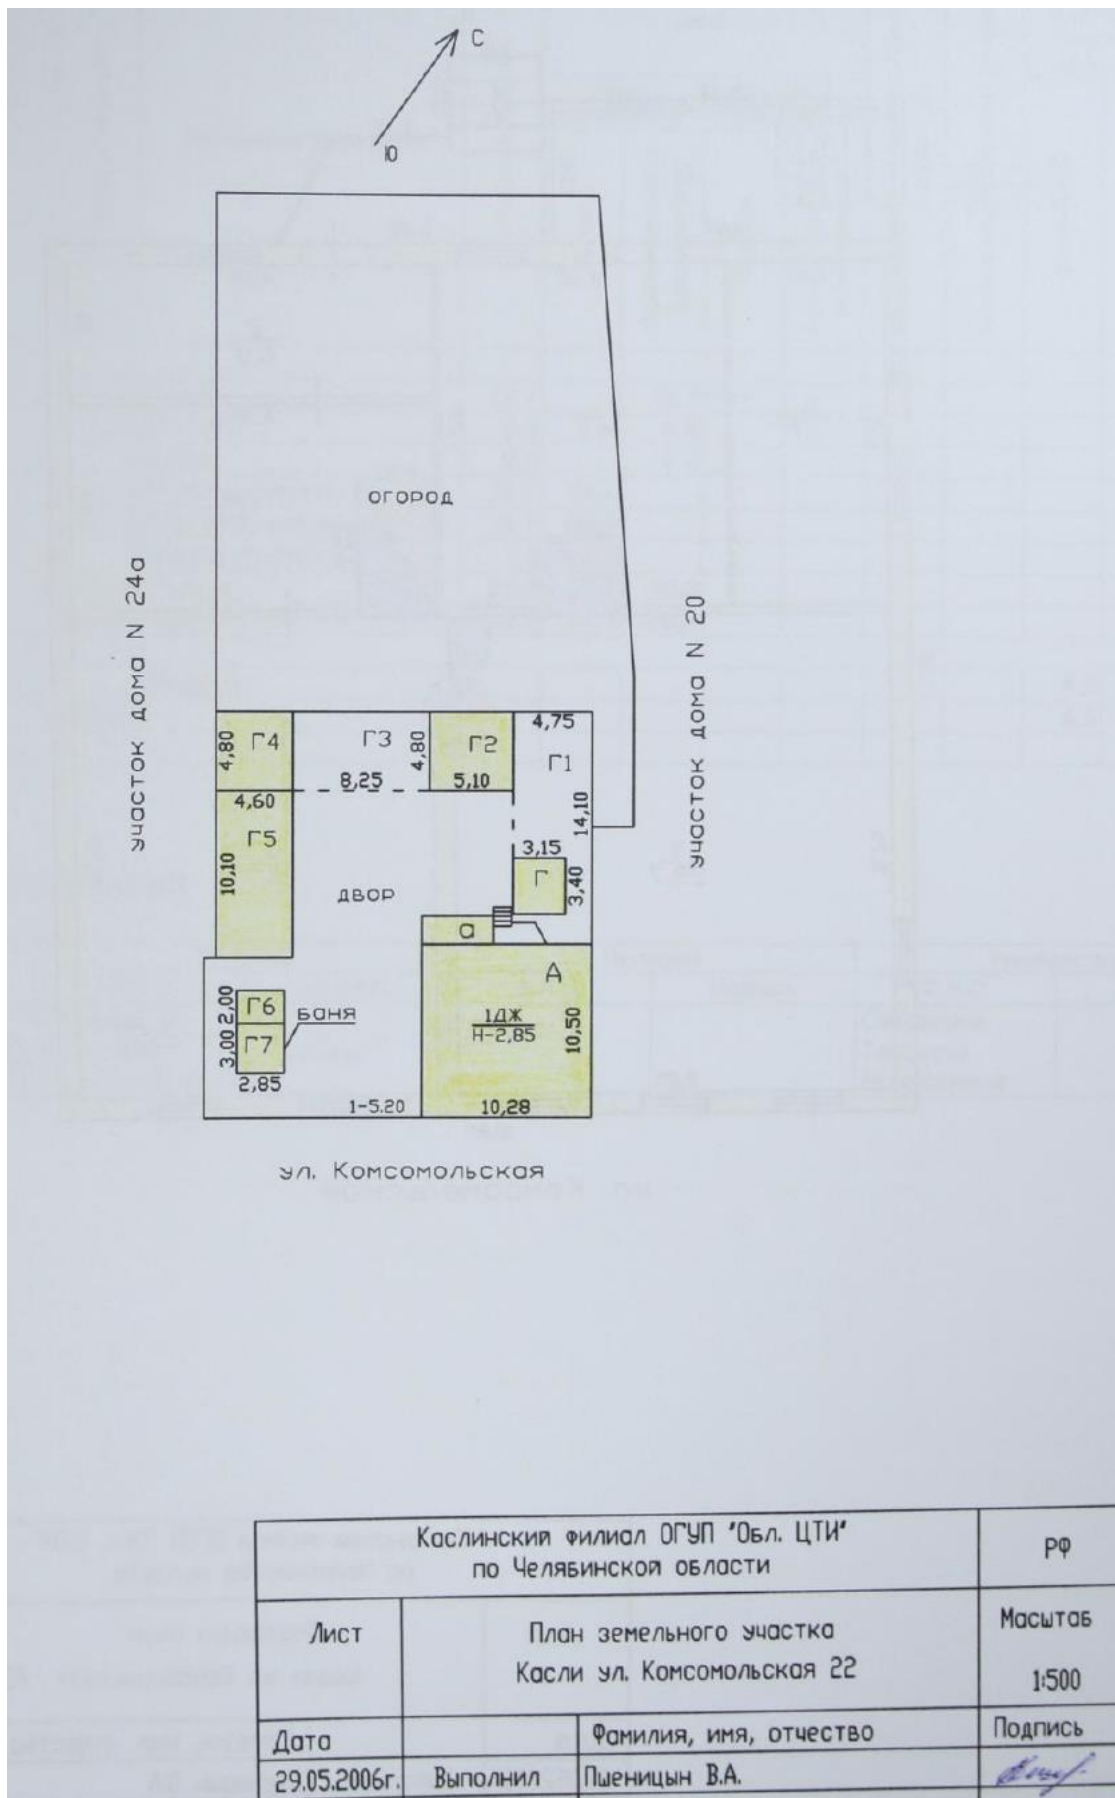 С
Ю
ОГОРОД
участок дома N 24а
участок дома N 20
4,80
Г4
Г3
4,80
Г2
4,75
Г1
8,25
5,10
4,60
Г5
14,10
10,10
3,15
Г
3,40
ДВОР
а
А
2,00
Г6
БАНЯ
1ДЖ
Н-2,85
10,50
3,00
Г7
2,85
1-5.20
10,28
ул. Комсомольская
Каслинский филиал ОГУП "Обл. ЦТИ"
по Челябинской области
РФ
Лист
План земельного участка
Касли ул. Комсомольская 22
Масштаб
1:500
Дата
Фамилия, имя, отчество
Подпись
29.05.2006г.
Выполнил
Пшеницын В.А.